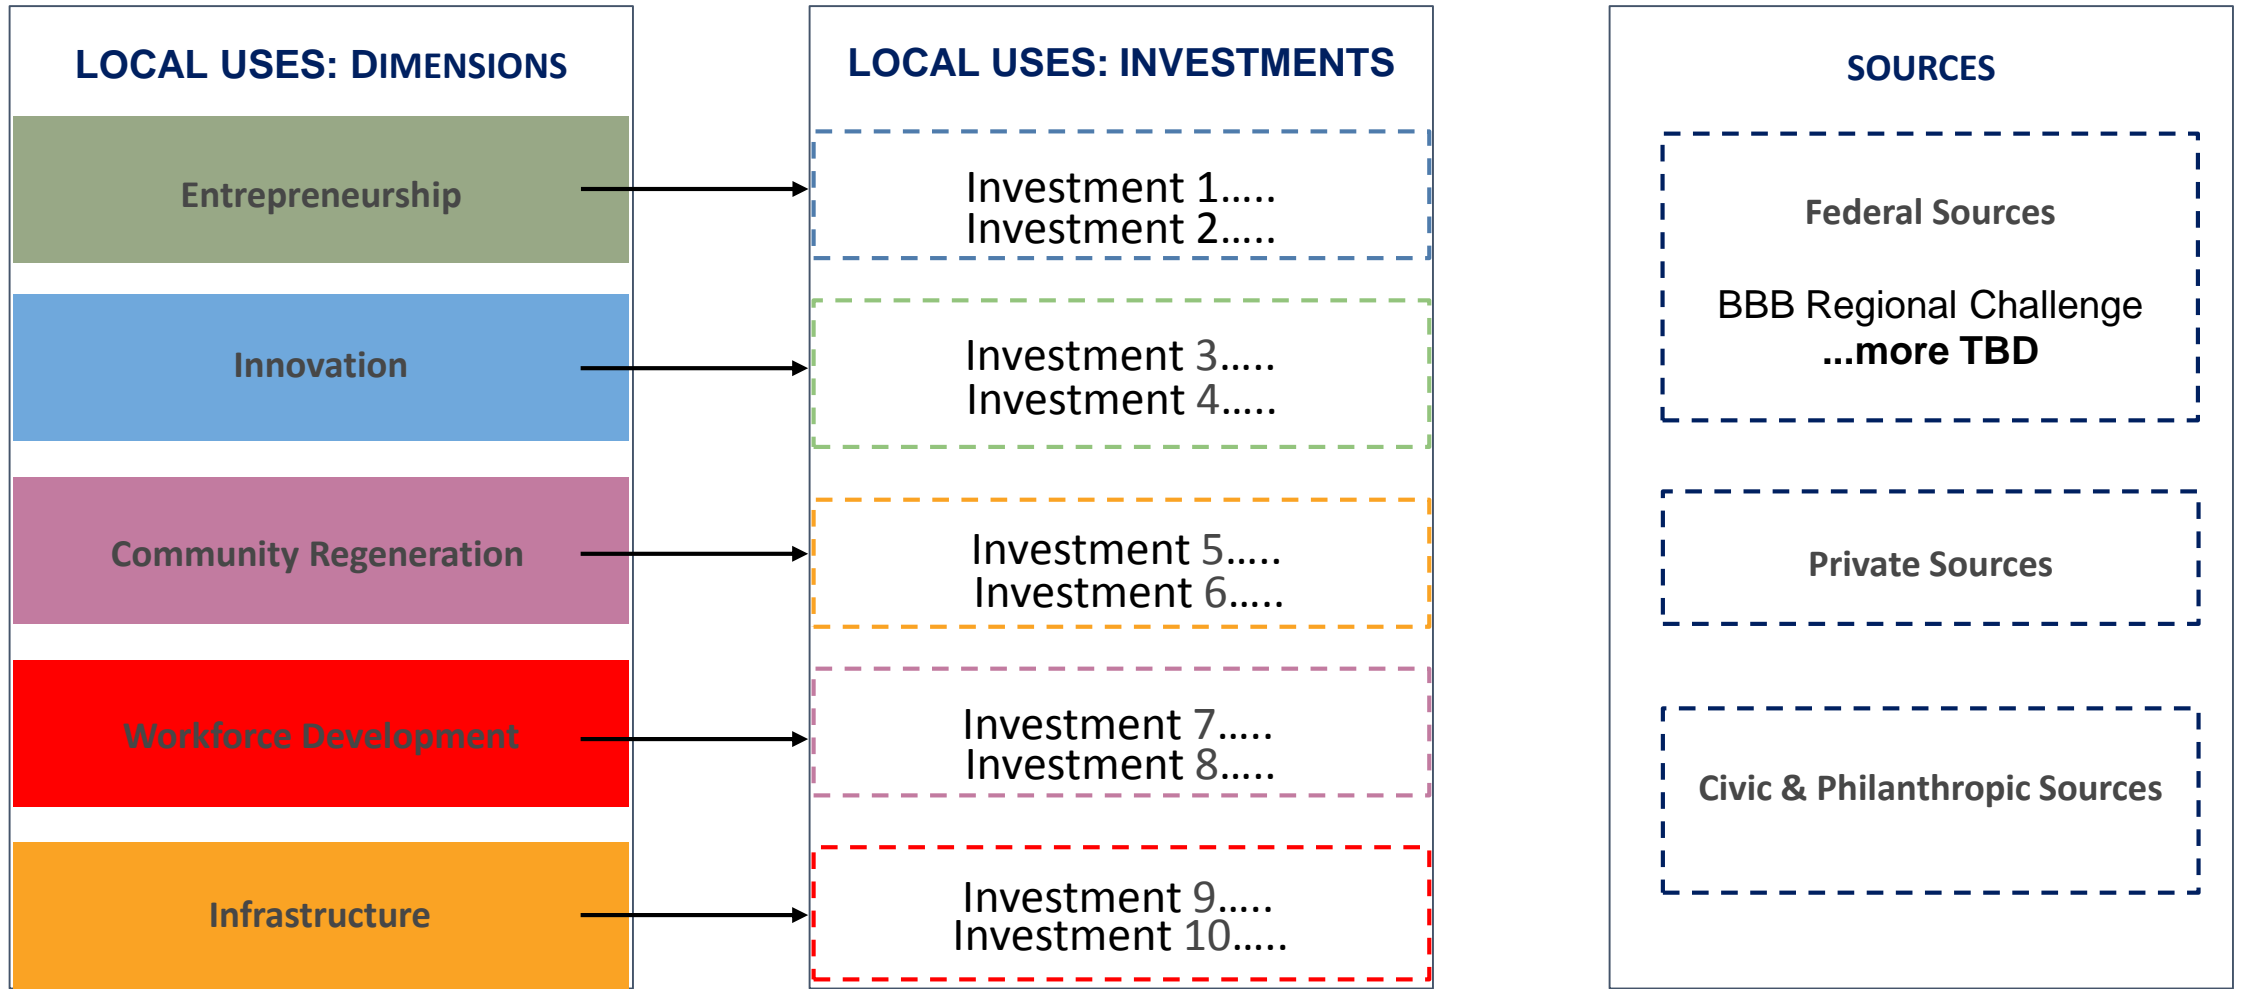 LOCAL USES: DIMENSIONS
Entrepreneurship
Innovation
Community Regeneration
Workforce Development
Infrastructure
LOCAL USES: INVESTMENTS
Investment 1.....
Investment 2.....
Investment 3.....
Investment 4.....
Investment 5.....
Investment 6.....
Investment 7.....
Investment 8.....
Investment 9.....
Investment 10.....
SOURCES
Federal Sources
BBB Regional Challenge
...more TBD
Private Sources
Civic & Philanthropic Sources